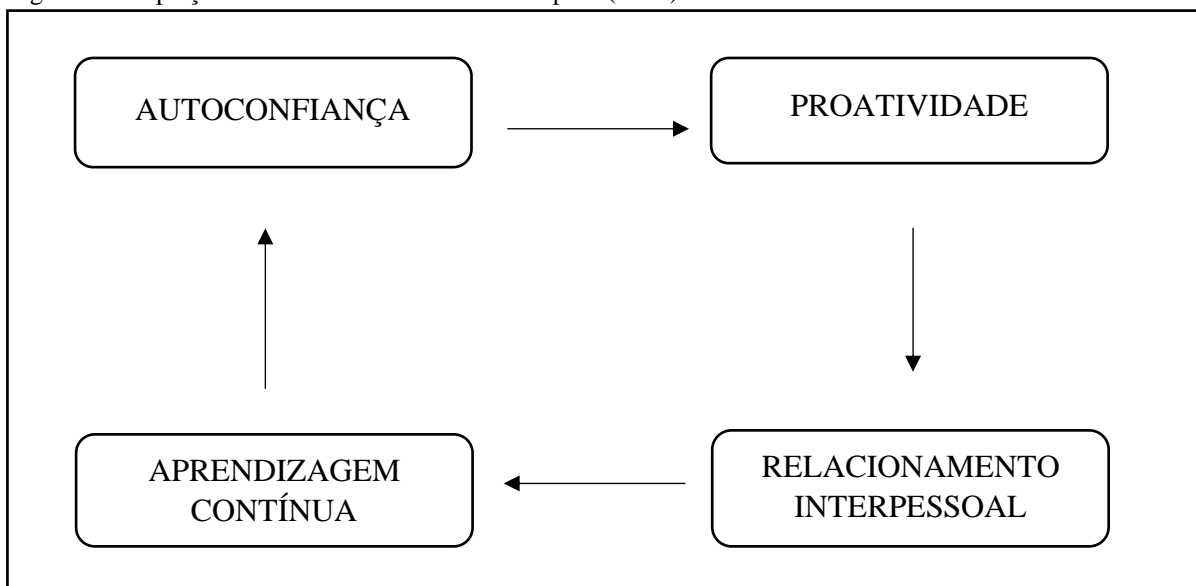 AUTOCONFIANÇA
PROATIVIDADE
APRENDIZAGEM
CONTÍNUA
RELACIONAMENTO
INTERPESSOAL